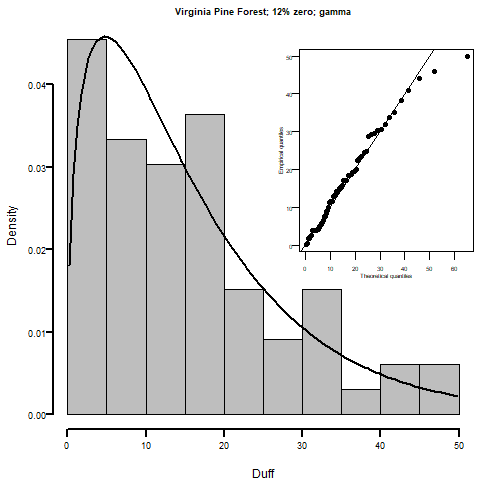 Virginia Pine Forest; 12% zero; gamma
Density
0.04
0.03
0.02
0.01
0.00
0 10 20 30 40 50
Duff
Empirical quantiles
50
40
30
20
10
0
0 10 20 30 40 50 60
Theoretical quantiles